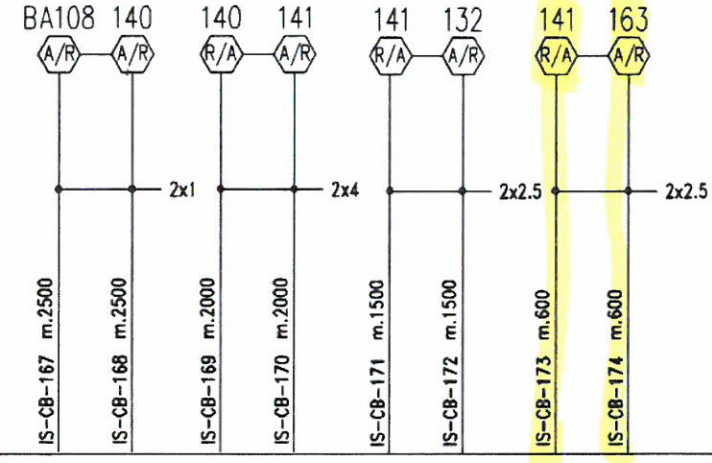 BA108 140 140 141 141 132 141 163
A/R A/R R/A A/R R/A A/R R/A A/R
2x1 2x4 2x2.5 2x2.5
IS-CB-167 m.2500
IS-CB-168 m.2500
IS-CB-169 m.2000
IS-CB-170 m.2000
IS-CB-171 m.1500
IS-CB-172 m.1500
IS-CB-173 m.600
IS-CB-174 m.600